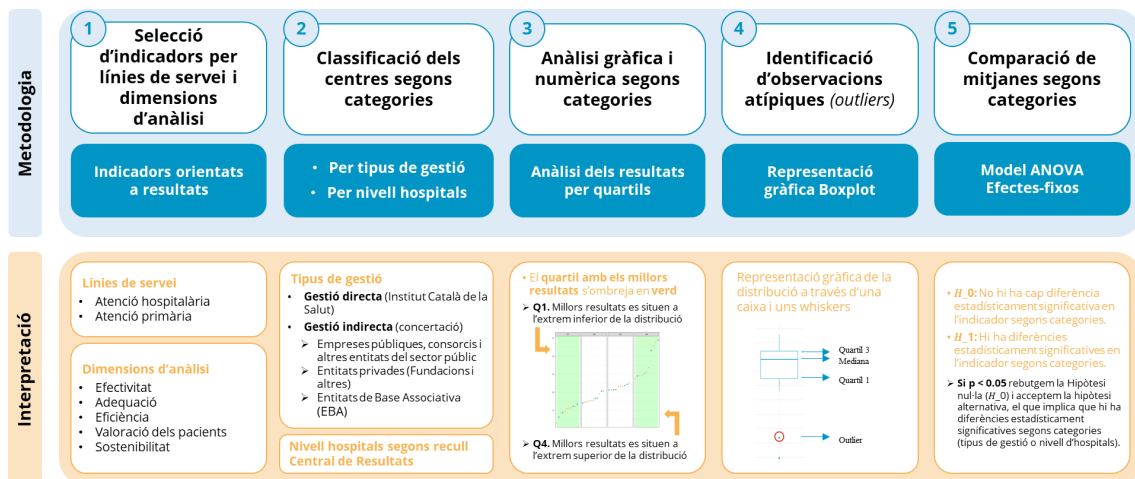 Metodologia
1
Selecció
d’indicadors per
línies de servei i
dimensions
d’anàlisi
Indicadors orientats
a resultats
2
Classificació dels
centres segons
categories
• Per tipus de gestió
• Per nivell hospitals
3
Anàlisi gràfica i
numèrica segons
categories
Anàlisi dels resultats
per quartils
4
Identificació
d’observacions
atípiques (outliers)
Representació
gràfica Boxplot
5
Comparació de
mitjanes segons
categories
Model ANOVA
Efectes-fixos
Interpretació
Línies de servei
• Atenció hospitalària
• Atenció primària
Dimensions d’anàlisi
• Efectivitat
• Adequació
• Eficiència
• Valoració dels pacients
• Sostenibilitat
Tipus de gestió
• Gestió directa (Institut Català de la
Salut)
• Gestió indirecta (concertació)
➢ Empreses públiques, consorcis i
altres entitats del sector públic
➢ Entitats privades (Fundacions i
altres)
➢ Entitats de Base Associativa
(EBA)
Nivell hospitals segons recull
Central de Resultats
• El quartil amb els millors
resultats s’ombreja en verd
➢ Q1. Millors resultats es situen a
l’extrem inferior de la distribució
Q4. Millors resultats es situen a
l’extrem superior de la distribució
Representació gràfica de la
distribució a través d’una
caixa i uns whiskers
Quartil 3
Mediana
Quartil 1
Outlier
• H_0: No hi ha cap diferència
estadísticament significativa en
l’indicador segons categories.
• H_1: Hi ha diferències
estadísticament significatives en
l’indicador segons categories.
➢ Si p < 0.05 rebutgem la Hipòtesi
nul·la (H_0) i acceptem la hipòtesi
alternativa, el que implica que hi ha
diferències estadísticament
significatives segons categories
(tipus de gestió o nivell d’hospitals).